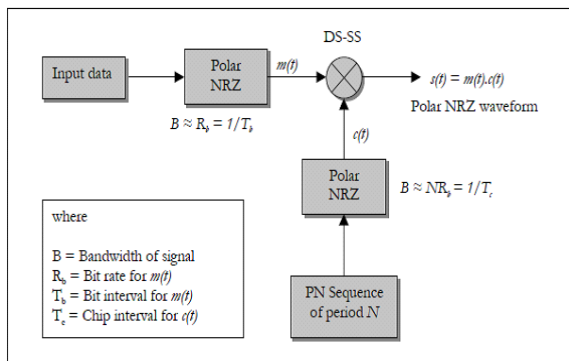 DS-SS
Input data
Polar
NRZ
m(t)
s(t) = m(t).c(t)
Polar NRZ waveform
B ≈ R_b = 1/T_b
c(t)
Polar
NRZ
B ≈ NR_b = 1/T_c
where
B = Bandwidth of signal
R_b = Bit rate for m(t)
T_b = Bit interval for m(t)
T_c = Chip interval for c(t)
PN Sequence
of period N